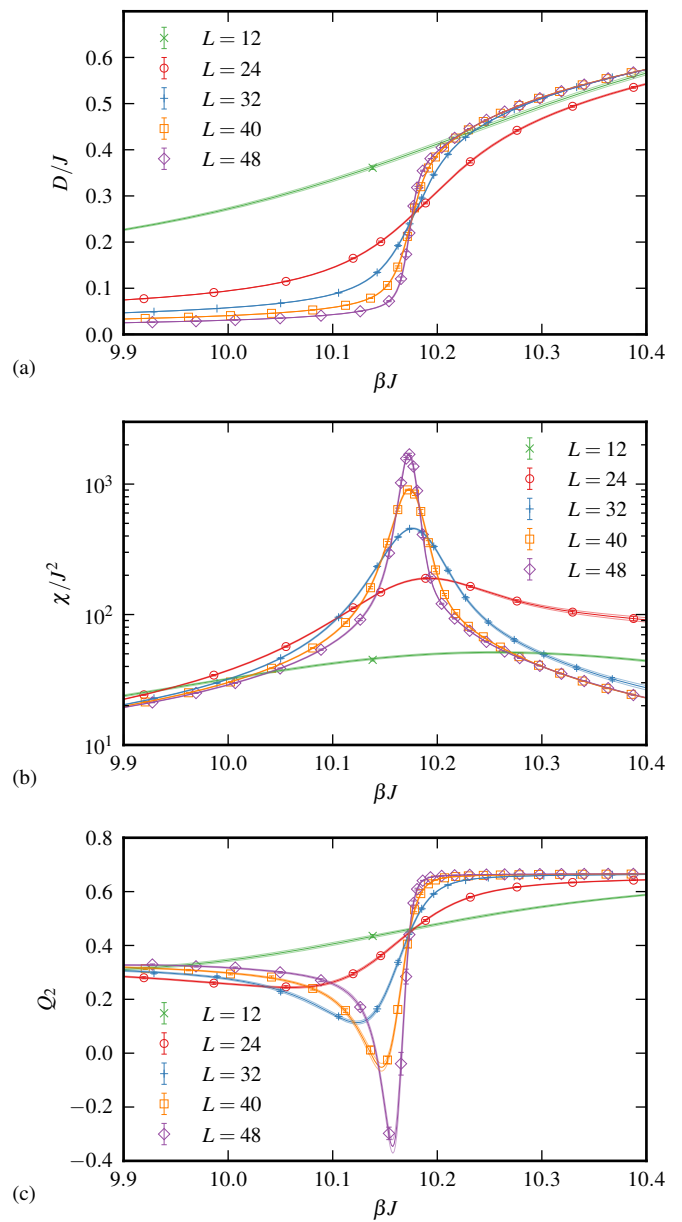 0.6
0.5
0.4
0.3
0.2
0.1
0.0
D/J
L = 12
L = 24
L = 32
L = 40
L = 48
9.9 10.0 10.1 10.2 10.3 10.4
βJ
(a)
10³
10²
10¹
χ/J²
L = 12
L = 24
L = 32
L = 40
L = 48
9.9 10.0 10.1 10.2 10.3 10.4
βJ
(b)
0.8
0.6
0.4
0.2
0.0
−0.2
−0.4
Q₂
L = 12
L = 24
L = 32
L = 40
L = 48
9.9 10.0 10.1 10.2 10.3 10.4
βJ
(c)